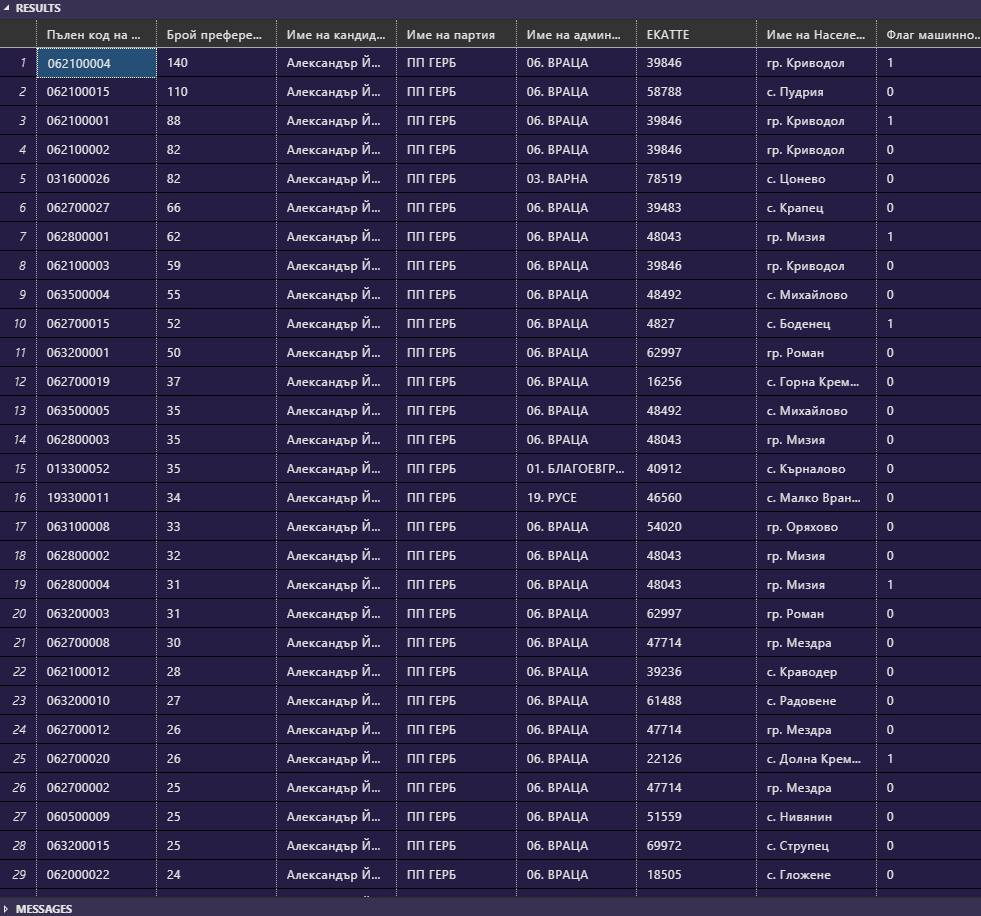 RESULTS
Пълен код на ... Брой префере... Име на кандид... Име на партия Име на админ... ЕКАТТЕ Име на Населе... Флаг машинно...
1 062100004 140 Александър Й... ПП ГЕРБ 06. ВРАЦА 39846 гр. Криводол 1
2 062100015 110 Александър Й... ПП ГЕРБ 06. ВРАЦА 58788 с. Пудрия 0
3 062100001 88 Александър Й... ПП ГЕРБ 06. ВРАЦА 39846 гр. Криводол 1
4 062100002 82 Александър Й... ПП ГЕРБ 06. ВРАЦА 39846 гр. Криводол 0
5 031600026 82 Александър Й... ПП ГЕРБ 03. ВАРНА 78519 с. Цонево 0
6 062700027 66 Александър Й... ПП ГЕРБ 06. ВРАЦА 39483 с. Крапец 0
7 062800001 62 Александър Й... ПП ГЕРБ 06. ВРАЦА 48043 гр. Мизия 1
8 062100003 59 Александър Й... ПП ГЕРБ 06. ВРАЦА 39846 гр. Криводол 0
9 063500004 55 Александър Й... ПП ГЕРБ 06. ВРАЦА 48492 с. Михайлово 0
10 062700015 52 Александър Й... ПП ГЕРБ 06. ВРАЦА 4827 с. Боденец 1
11 063200001 50 Александър Й... ПП ГЕРБ 06. ВРАЦА 62997 гр. Роман 0
12 062700019 37 Александър Й... ПП ГЕРБ 06. ВРАЦА 16256 с. Горна Крем... 0
13 063500005 35 Александър Й... ПП ГЕРБ 06. ВРАЦА 48492 с. Михайлово 0
14 062800003 35 Александър Й... ПП ГЕРБ 06. ВРАЦА 48043 гр. Мизия 0
15 013300052 35 Александър Й... ПП ГЕРБ 01. БЛАГОЕВГР... 40912 с. Кърналово 0
16 193300011 34 Александър Й... ПП ГЕРБ 19. РУСЕ 46560 с. Малко Вран... 0
17 063100008 33 Александър Й... ПП ГЕРБ 06. ВРАЦА 54020 гр. Оряхово 0
18 062800002 32 Александър Й... ПП ГЕРБ 06. ВРАЦА 48043 гр. Мизия 0
19 062800004 31 Александър Й... ПП ГЕРБ 06. ВРАЦА 48043 гр. Мизия 1
20 063200003 31 Александър Й... ПП ГЕРБ 06. ВРАЦА 62997 гр. Роман 0
21 062700008 30 Александър Й... ПП ГЕРБ 06. ВРАЦА 47714 гр. Мездра 0
22 062100012 28 Александър Й... ПП ГЕРБ 06. ВРАЦА 39236 с. Краводер 0
23 063200010 27 Александър Й... ПП ГЕРБ 06. ВРАЦА 61488 с. Радовене 0
24 062700012 26 Александър Й... ПП ГЕРБ 06. ВРАЦА 47714 гр. Мездра 0
25 062700020 26 Александър Й... ПП ГЕРБ 06. ВРАЦА 22126 с. Долна Крем... 1
26 062700002 25 Александър Й... ПП ГЕРБ 06. ВРАЦА 47714 гр. Мездра 0
27 060500009 25 Александър Й... ПП ГЕРБ 06. ВРАЦА 51559 с. Нивянин 0
28 063200015 25 Александър Й... ПП ГЕРБ 06. ВРАЦА 69972 с. Струпец 0
29 062000022 24 Александър Й... ПП ГЕРБ 06. ВРАЦА 18505 с. Гложене 0
MESSAGES